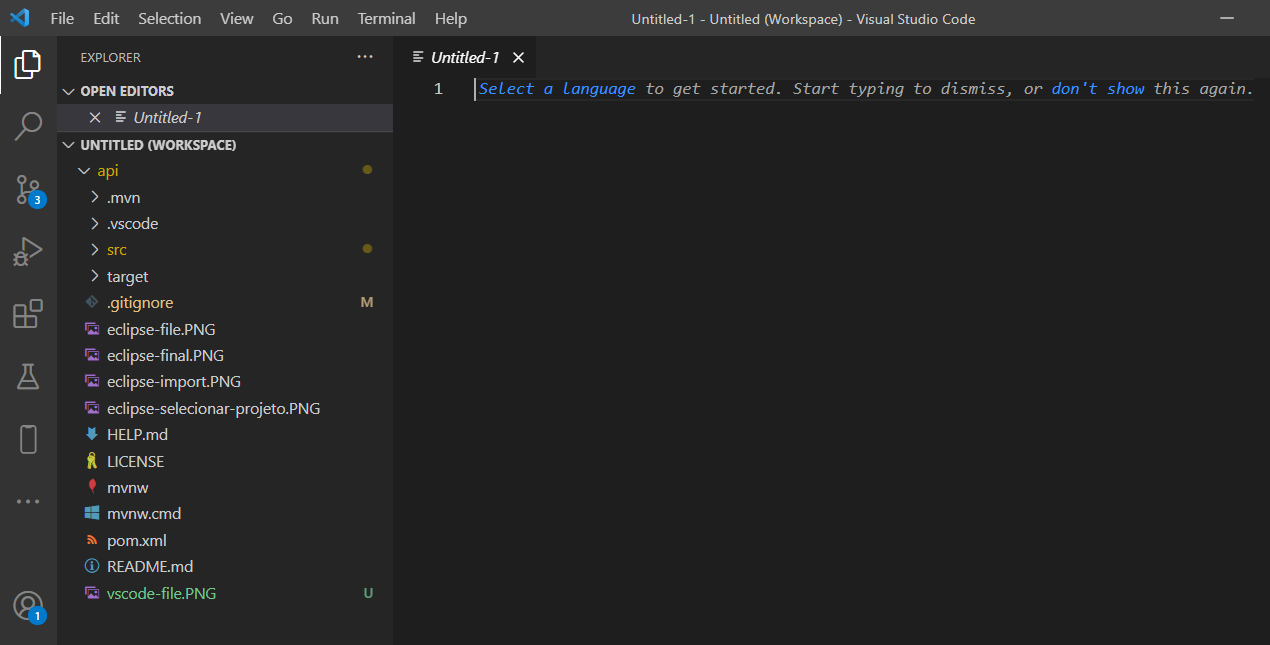 File Edit Selection View Go Run Terminal Help Untitled-1 - Untitled (Workspace) - Visual Studio Code
EXPLORER
OPEN EDITORS
Untitled-1
UNTITLED (WORKSPACE)
api
.mvn
.vscode
src
target
.gitignore M
eclipse-file.PNG
eclipse-final.PNG
eclipse-import.PNG
eclipse-selecionar-projeto.PNG
HELP.md
LICENSE
mvnw
mvnw.cmd
pom.xml
README.md
vscode-file.PNG U
3
1
Untitled-1
1 Select a language to get started. Start typing to dismiss, or don't show this again.